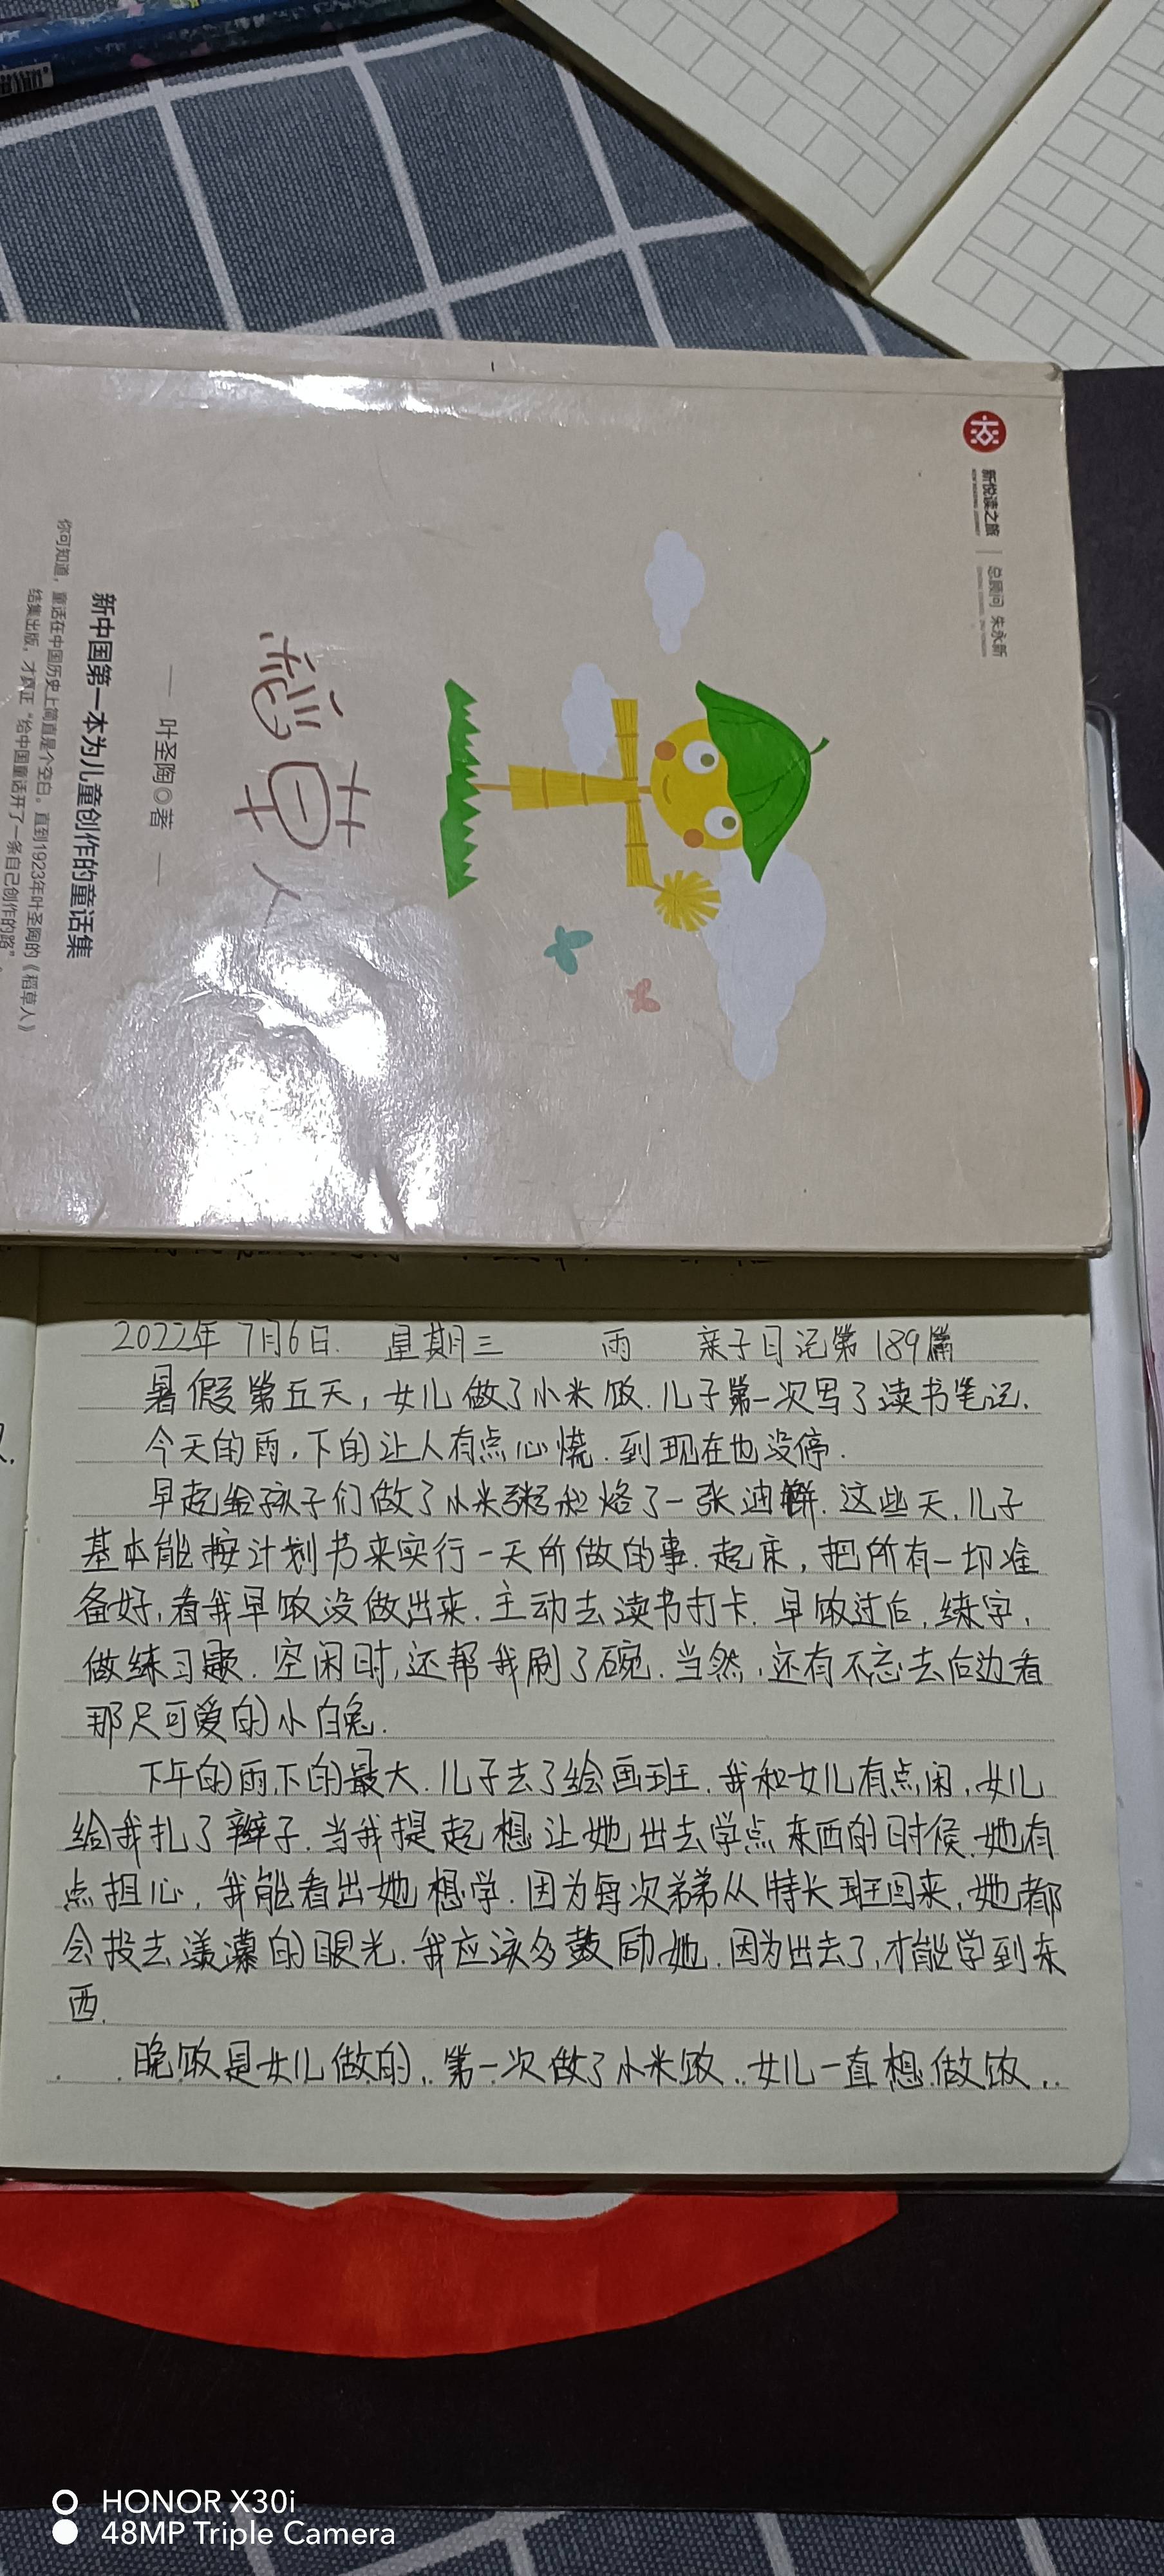 新悦读之旅 | 总顾问 朱永新
稻草人
— 叶圣陶◎著 —
新中国第一本为儿童创作的童话集
你可知道，童话在中国历史上简直是个空白。直到1923年叶圣陶的《稻草人》
结集出版，才真正“给中国童话开了一条自己创作的路”。
2022年7月6日. 星期三 雨 亲子日记第189篇
暑假第五天，女儿做了小米饭.儿子第一次写了读书笔记.
今天的雨,下的让人有点心慌.到现在也没停.
早起给孩子们做了小米粥和烙了一张油饼.这些天,儿子
基本能按计划书来实行一天所做的事.起床，把所有一切准
备好,看我早饭没做出来.主动去读书打卡.早饭过后,练字,
做练习题.空闲时,还帮我刷了碗.当然,还有不忘去后边看
那只可爱的小白兔.
下午的雨,下的最大.儿子去了绘画班.我和女儿有点闲,女儿
给我扎了辫子.当我提起想让她出去学点东西的时候.她有
点担心,我能看出她想学.因为每次弟弟从特长班回来,她都
会投去羡慕的眼光.我应该多鼓励她.因为出去了,才能学到东
西.
晚饭是女儿做的,第一次做了小米饭.女儿一直想做饭..
HONOR X30i
48MP Triple Camera